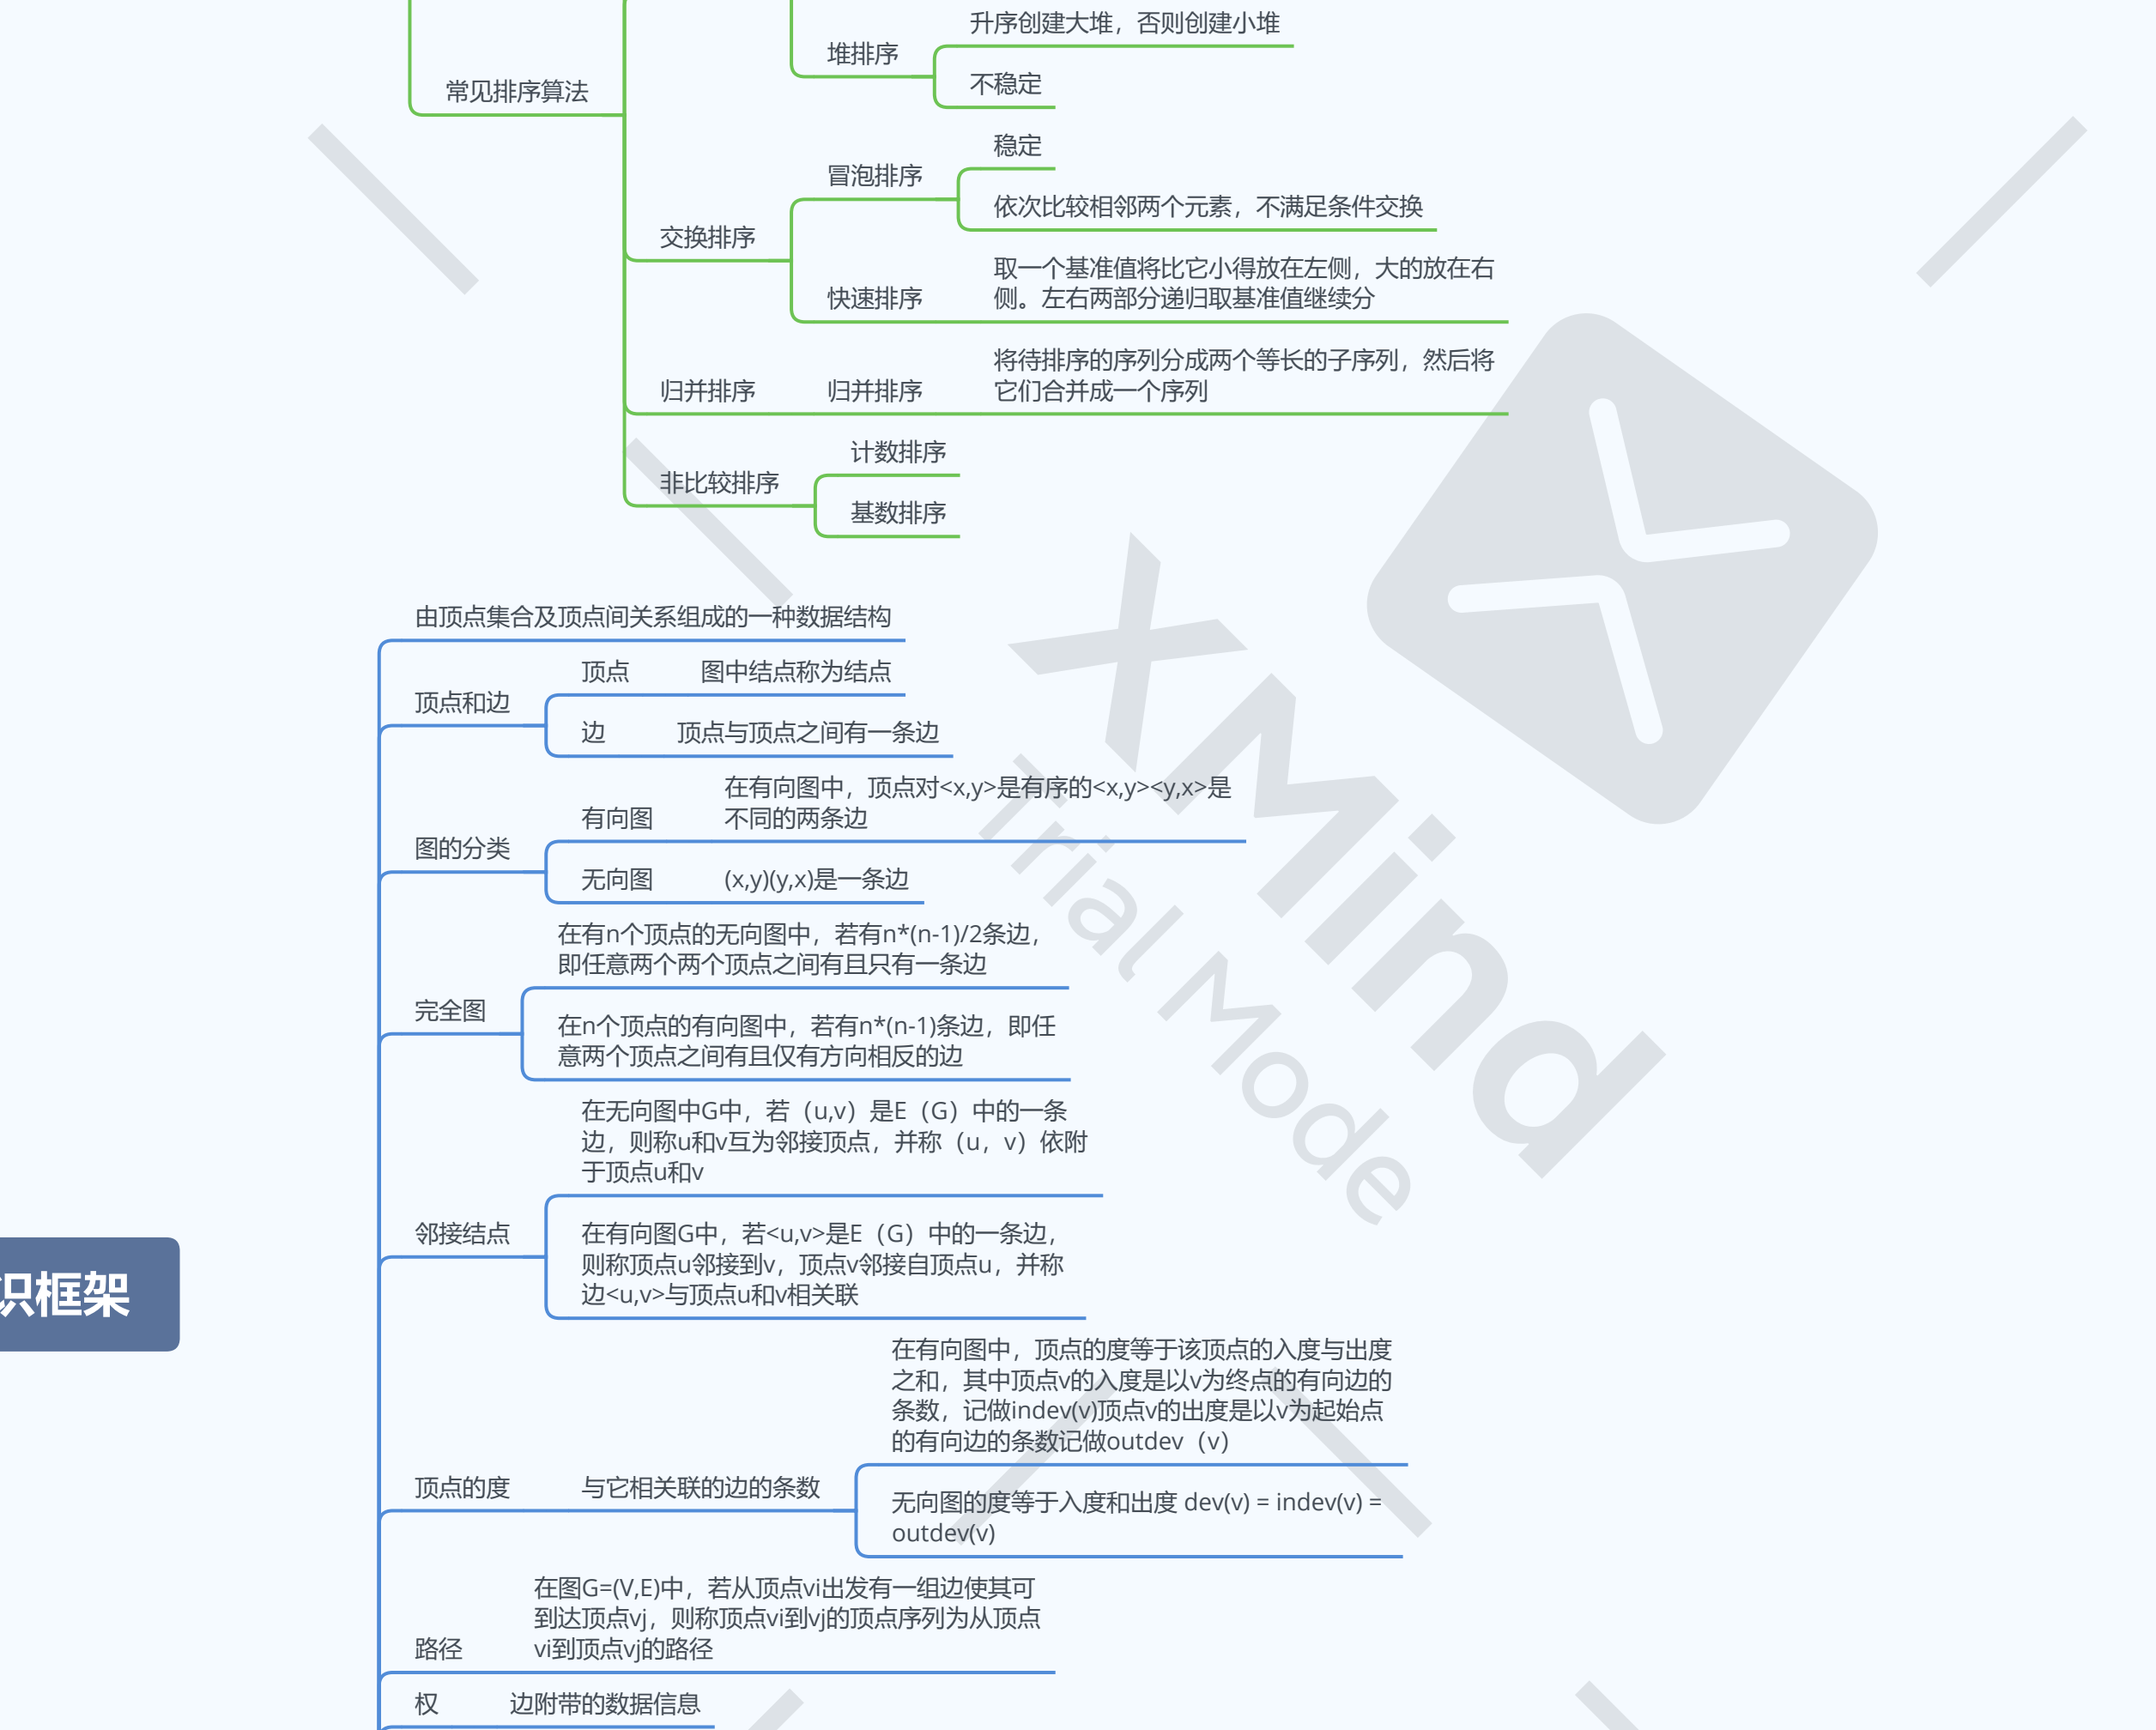 升序创建大堆，否则创建小堆
堆排序
不稳定
常见排序算法
稳定
冒泡排序
依次比较相邻两个元素，不满足条件交换
交换排序
取一个基准值将比它小得放在左侧，大的放在右
侧。左右两部分递归取基准值继续分
快速排序
将待排序的序列分成两个等长的子序列，然后将
它们合并成一个序列
归并排序
归并排序
计数排序
非比较排序
基数排序
由顶点集合及顶点间关系组成的一种数据结构
顶点
图中结点称为结点
顶点和边
边
顶点与顶点之间有一条边
在有向图中，顶点对<x,y>是有序的<x,y><y,x>是
不同的两条边
有向图
图的分类
无向图
(x,y)(y,x)是一条边
在有n个顶点的无向图中，若有n*(n-1)/2条边，
即任意两个两个顶点之间有且只有一条边
完全图
在n个顶点的有向图中，若有n*(n-1)条边，即任
意两个顶点之间有且仅有方向相反的边
在无向图中G中，若（u,v）是E（G）中的一条
边，则称u和v互为邻接顶点，并称（u，v）依附
于顶点u和v
邻接结点
在有向图G中，若<u,v>是E（G）中的一条边，
则称顶点u邻接到v，顶点v邻接自顶点u，并称
边<u,v>与顶点u和v相关联
识框架
在有向图中，顶点的度等于该顶点的入度与出度
之和，其中顶点v的入度是以v为终点的有向边的
条数，记做indev(v)顶点v的出度是以v为起始点
的有向边的条数记做outdev（v）
顶点的度
与它相关联的边的条数
无向图的度等于入度和出度 dev(v) = indev(v) =
outdev(v)
在图G=(V,E)中，若从顶点vi出发有一组边使其可
到达顶点vj，则称顶点vi到vj的顶点序列为从顶点
vi到顶点vj的路径
路径
权
边附带的数据信息
XMind
Trial Mode